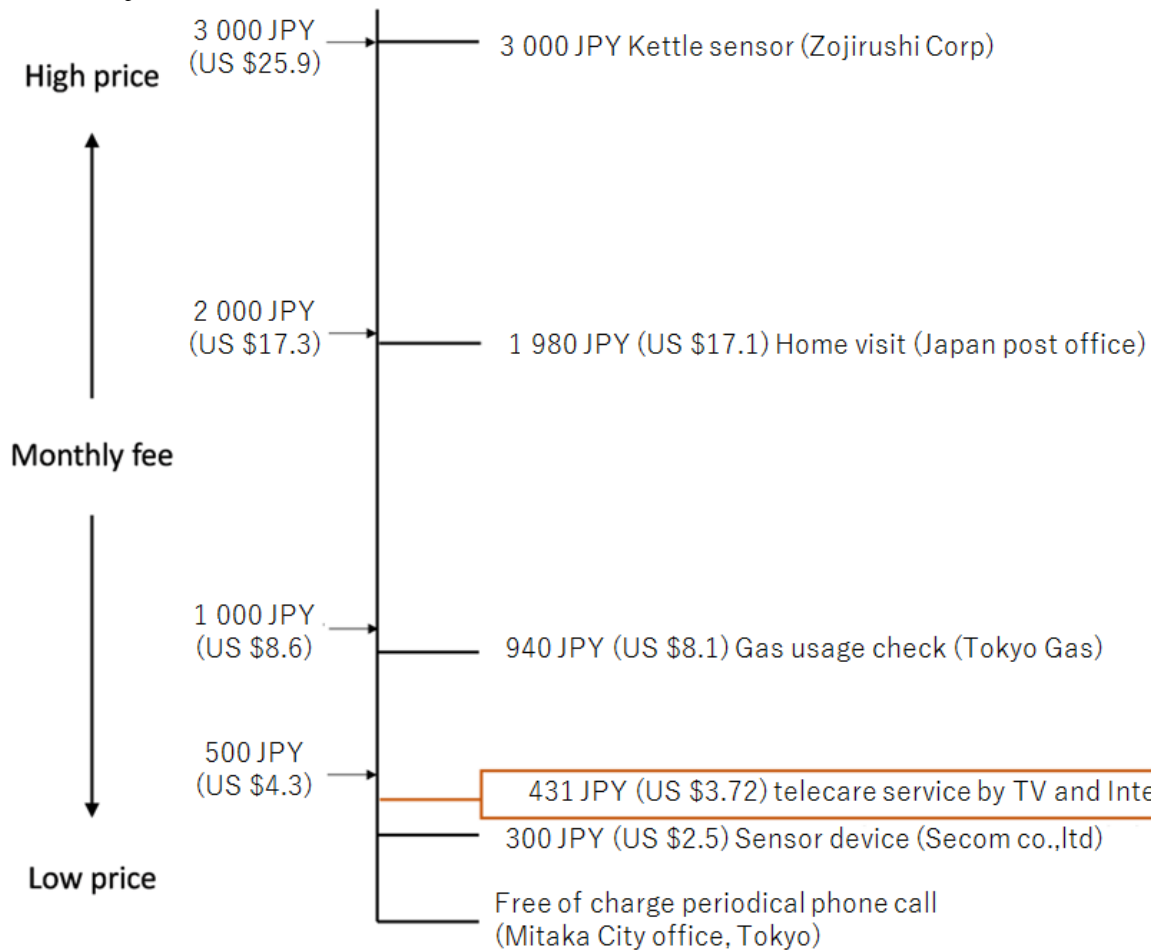 3 000 JPY
(US $25.9)
3 000 JPY Kettle sensor (Zojirushi Corp)
High price
2 000 JPY
(US $17.3)
1 980 JPY (US $17.1) Home visit (Japan post office)
Monthly fee
1 000 JPY
(US $8.6)
940 JPY (US $8.1) Gas usage check (Tokyo Gas)
500 JPY
(US $4.3)
431 JPY (US $3.72) telecare service by TV and Inte
300 JPY (US $2.5) Sensor device (Secom co.,ltd)
Low price
Free of charge periodical phone call
(Mitaka City office, Tokyo)